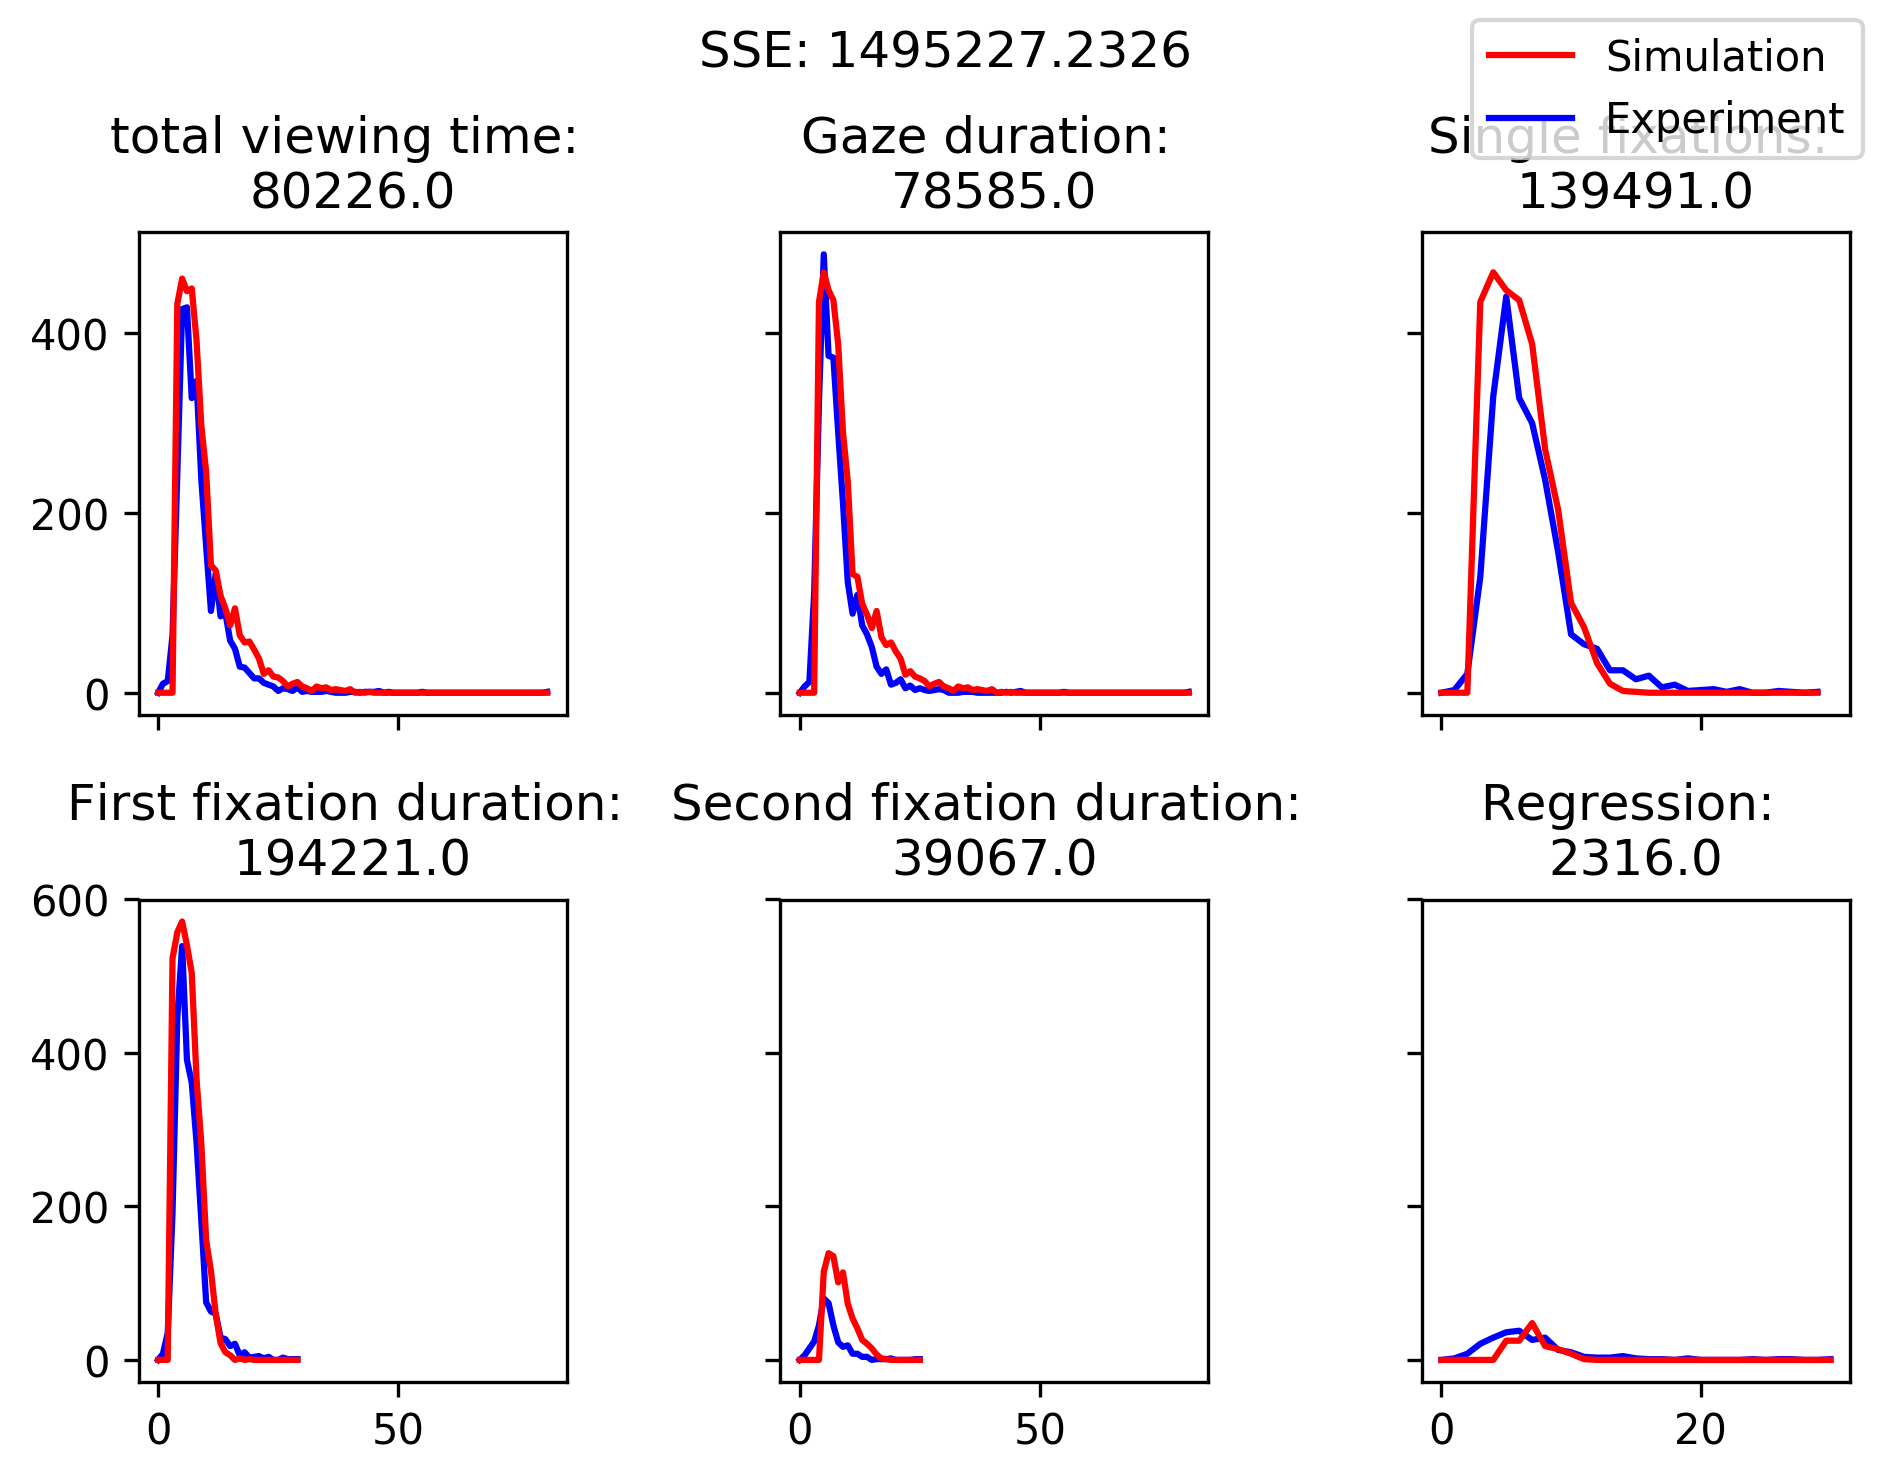 SSE: 1495227.2326
Simulation
Experiment
total viewing time:
80226.0
Gaze duration:
78585.0
Single fixations:
139491.0
400
200
0
First fixation duration:
194221.0
Second fixation duration:
39067.0
Regression:
2316.0
600
400
200
0
0 50
0 50
0 20